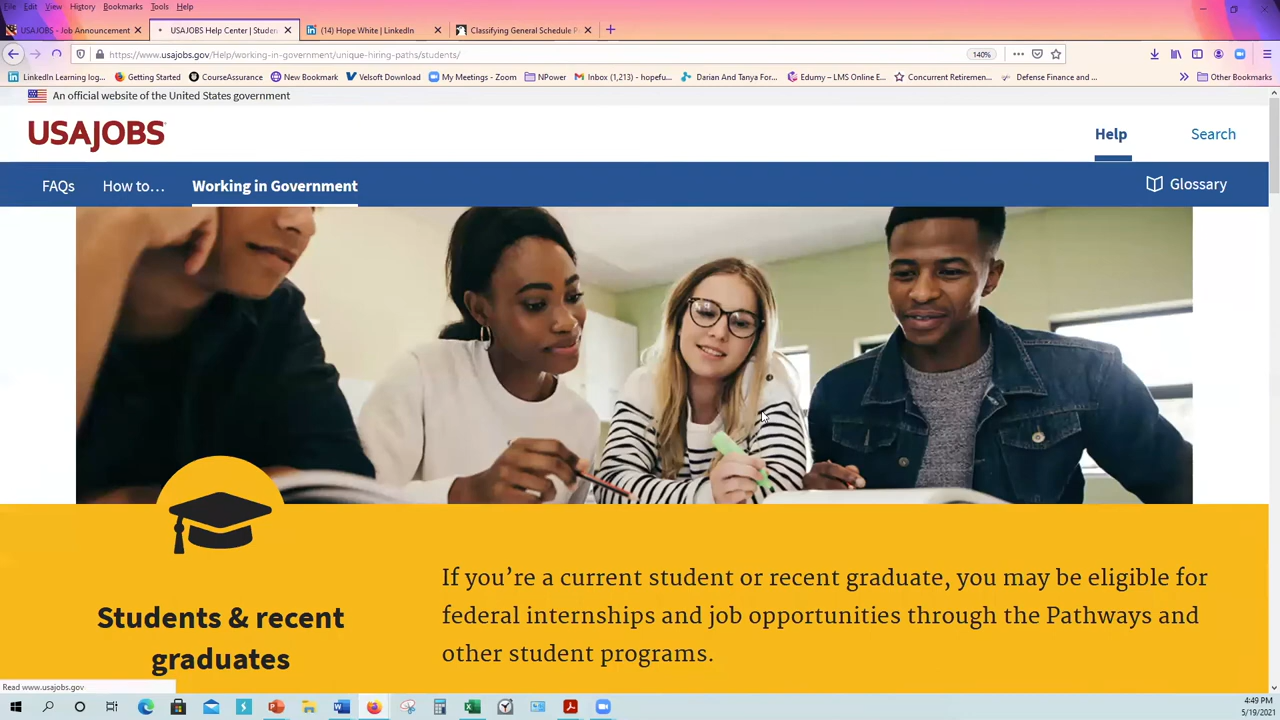 File Edit View History Bookmarks Tools Help
USAJOBS - Job Announcement
USAJOBS Help Center | Studen
(14) Hope White | LinkedIn
Classifying General Schedule P
https://www.usajobs.gov/Help/working-in-government/unique-hiring-paths/students/
140%
LinkedIn Learning log... Getting Started CourseAssurance New Bookmark Velsoft Download My Meetings - Zoom NPower Inbox (1,213) - hopefu... Darian And Tanya For... Edumy – LMS Online E... Concurrent Retiremen... Defense Finance and ... Other Bookmarks
An official website of the United States government
USAJOBS
Help Search
FAQs How to... Working in Government Glossary
Students & recent
graduates
If you’re a current student or recent graduate, you may be eligible for
federal internships and job opportunities through the Pathways and
other student programs.
Read www.usajobs.gov
4:49 PM
5/19/2021